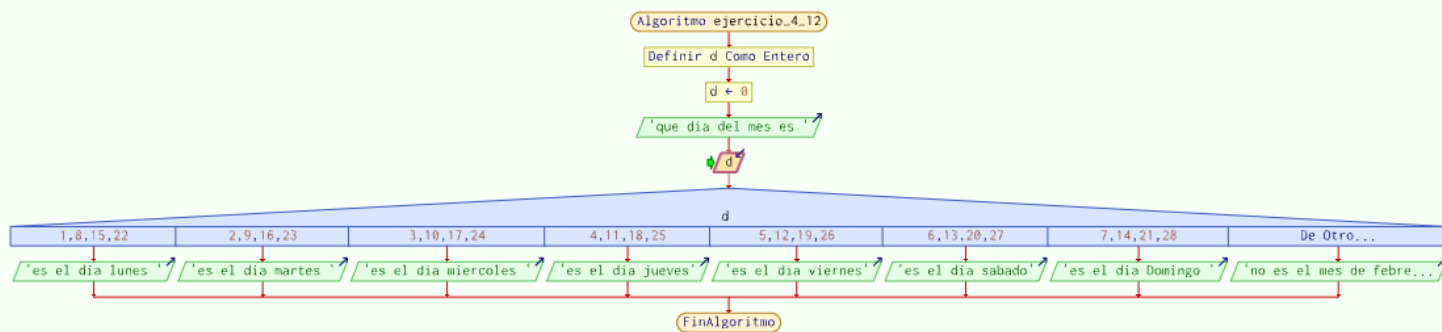 Algoritmo ejercicio_4_12
Definir d Como Entero
d ← 0
'que dia del mes es '
d
d
1,8,15,22 2,9,16,23 3,10,17,24 4,11,18,25 5,12,19,26 6,13,20,27 7,14,21,28 De Otro...
'es el dia lunes ' 'es el dia martes ' 'es el dia miercoles ' 'es el dia jueves' 'es el dia viernes' 'es el dia sabado' 'es el dia Domingo ' 'no es el mes de febre...
FinAlgoritmo